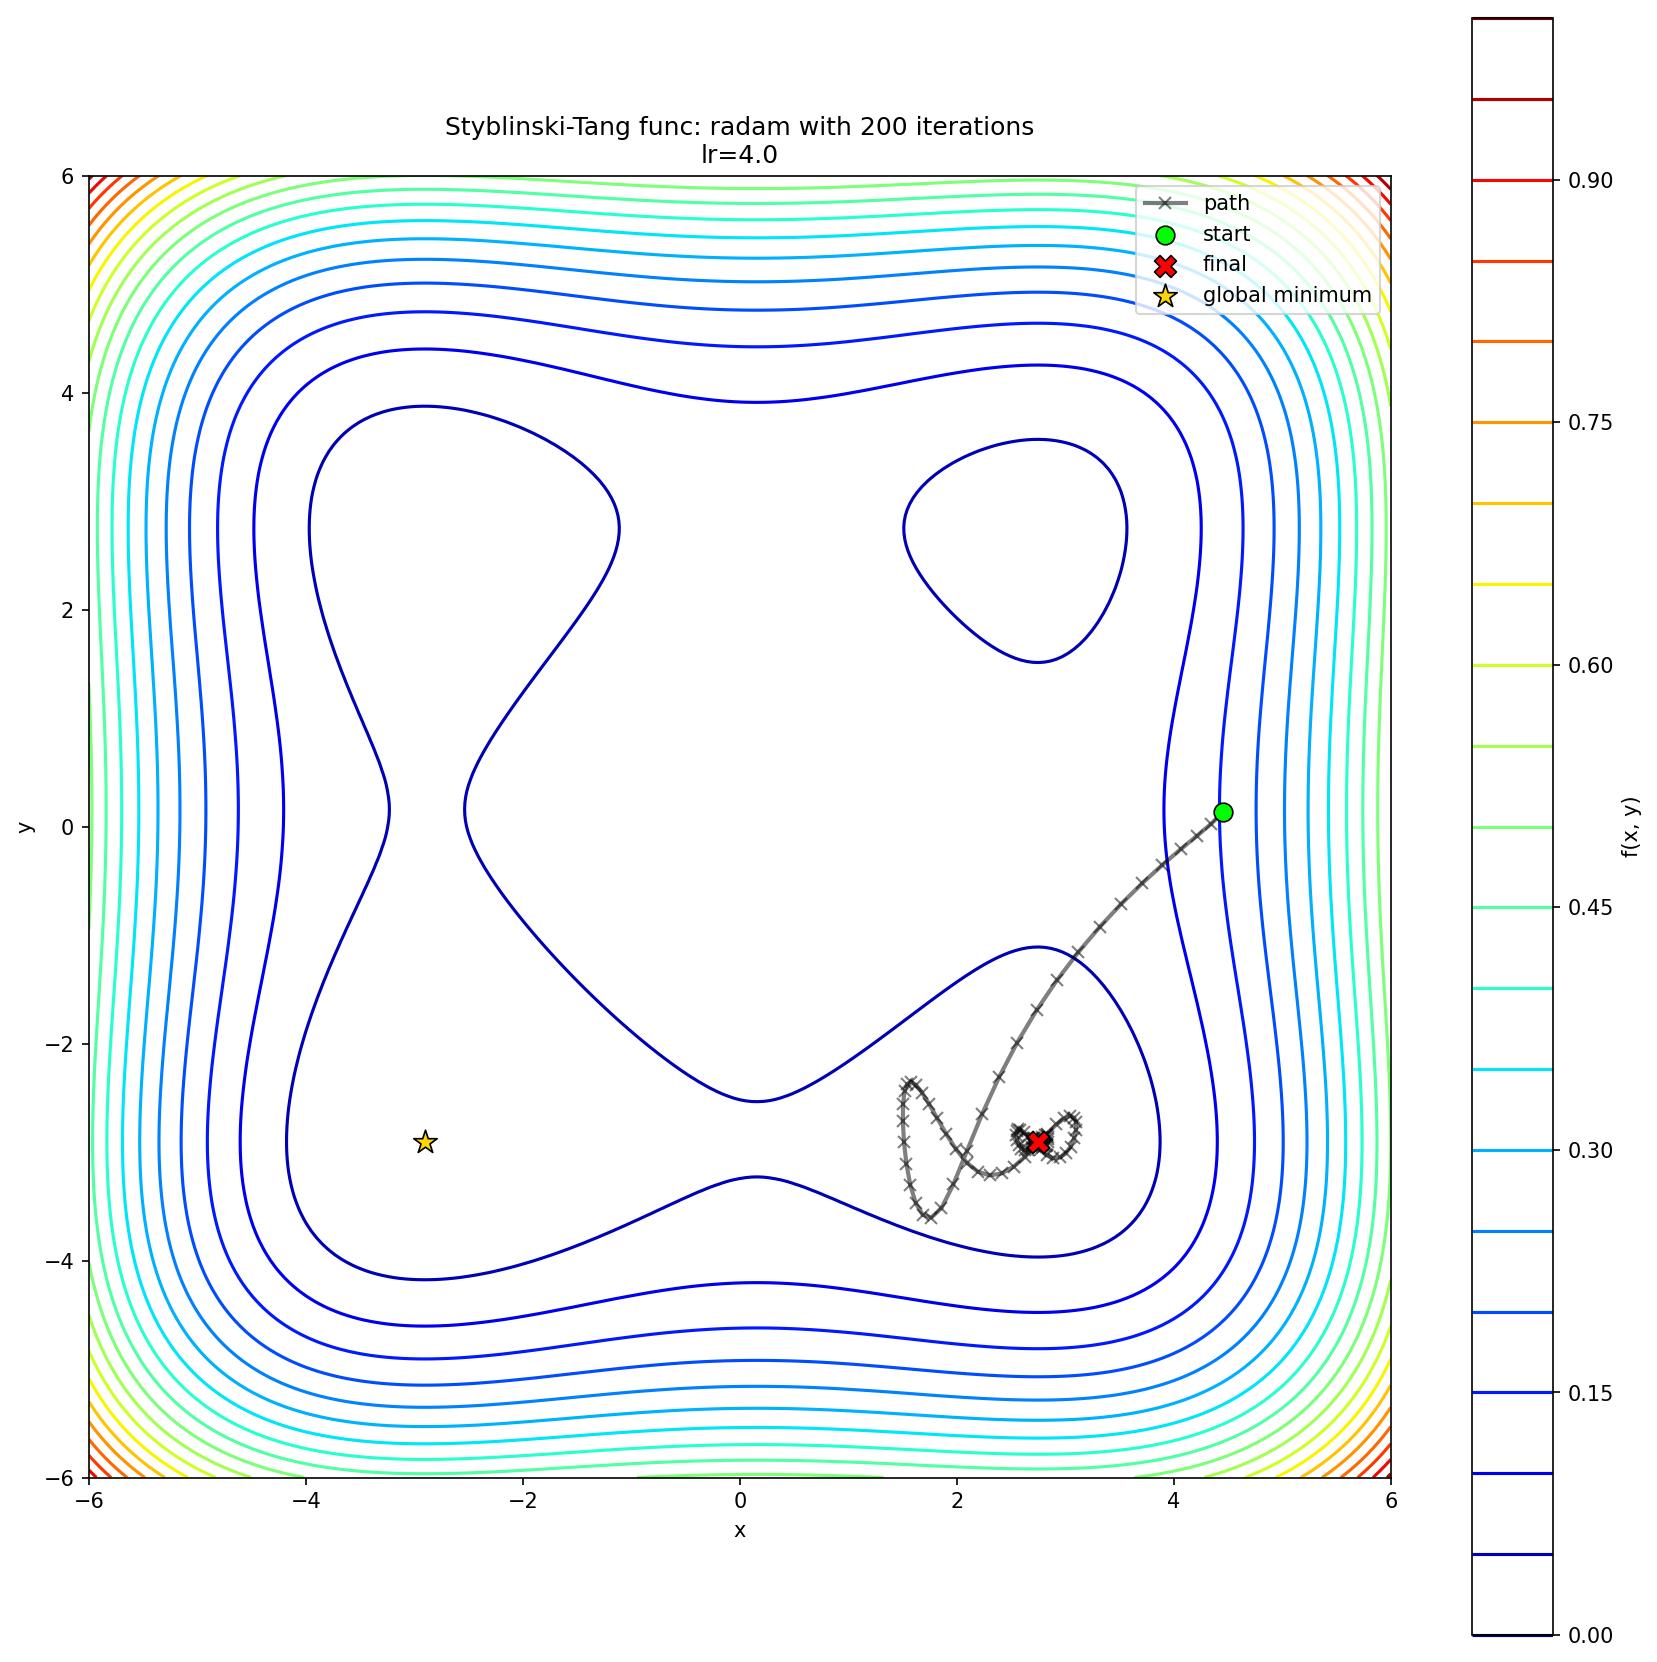 Styblinski-Tang func: radam with 200 iterations
lr=4.0
path
start
final
global minimum
6
4
2
0
−2
−4
−6
y
−6
−4
−2
0
2
4
6
x
0.90
0.75
0.60
0.45
0.30
0.15
0.00
f(x, y)